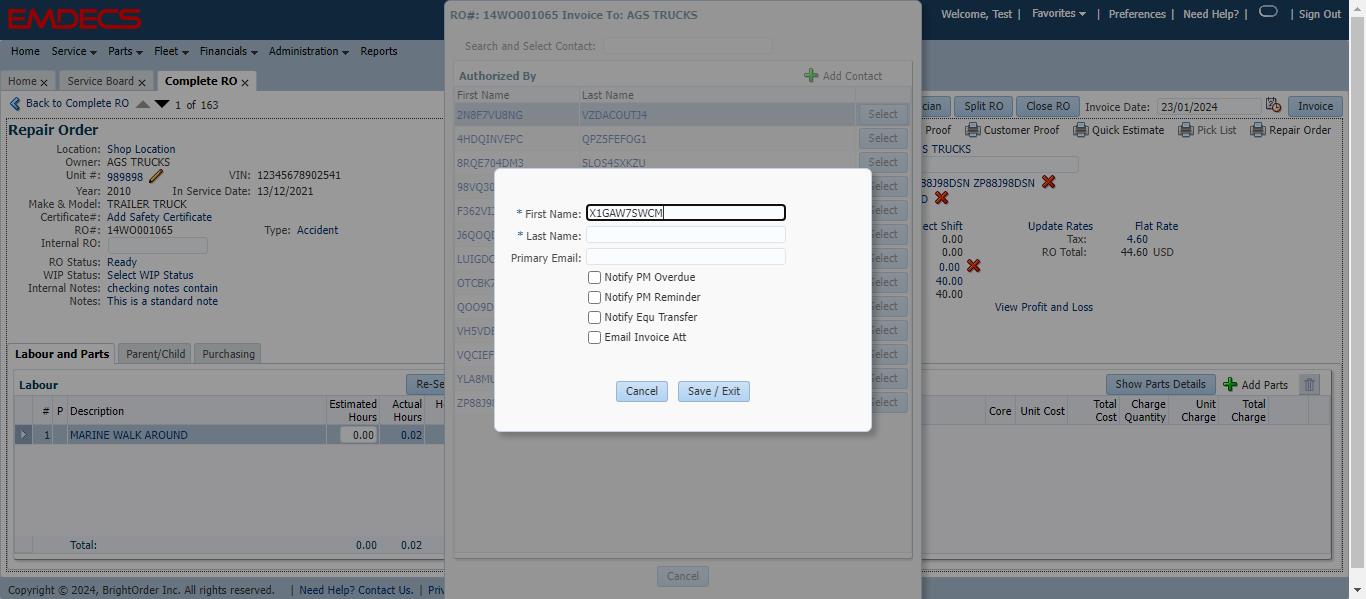 EMDECS
Welcome, Test | Favorites | Preferences | Need Help? | | Sign Out
Home Service Parts Fleet Financials Administration Reports
Home x Service Board x Complete RO x
Back to Complete RO 1 of 163
Repair Order
Location: Shop Location
Owner: AGS TRUCKS
Unit #: 989898 VIN: 12345678902541
Year: 2010 In Service Date: 13/12/2021
Make & Model: TRAILER TRUCK
Certificate#: Add Safety Certificate
RO#: 14WO001065 Type: Accident
Internal RO:
RO Status: Ready
WIP Status: Select WIP Status
Internal Notes: checking notes contain
Notes: This is a standard note
Labour and Parts Parent/Child Purchasing
Labour
# P Description Estimated Hours Actual Hours
1 MARINE WALK AROUND 0.00 0.02
Total: 0.00 0.02
Copyright © 2024, BrightOrder Inc. All rights reserved. | Need Help? Contact Us. |
RO#: 14WO001065 Invoice To: AGS TRUCKS
Search and Select Contact:
Authorized By Add Contact
First Name Last Name
2N8F7VU8NG VZDACOUTJ4 Select
4HDQINVEPC QPZ5FEFOG1 Select
8RQE704DM3 5LOS4SXKZU Select
98VQ30 Select
Select
J6QOQD Select
LUIGDC Select
OTCBK7 Select
QOO9D Select
VH5VDE Select
VQCIEF Select
YLA8MU Select
ZP88J98 Select
Cancel
* First Name: X1GAW7SWCM
* Last Name:
Primary Email:
Notify PM Overdue
Notify PM Reminder
Notify Equ Transfer
Email Invoice Att
Cancel Save / Exit
Split RO Close RO Invoice Date: 23/01/2024 Invoice
Proof Customer Proof Quick Estimate Pick List Repair Order
TRUCKS
88J98DSN ZP88J98DSN
Shift Update Rates Flat Rate
0.00 Tax: 4.60
0.00 RO Total: 44.60 USD
0.00
40.00
40.00
View Profit and Loss
Show Parts Details Add Parts
Core Unit Cost Total Cost Charge Quantity Unit Charge Total Charge